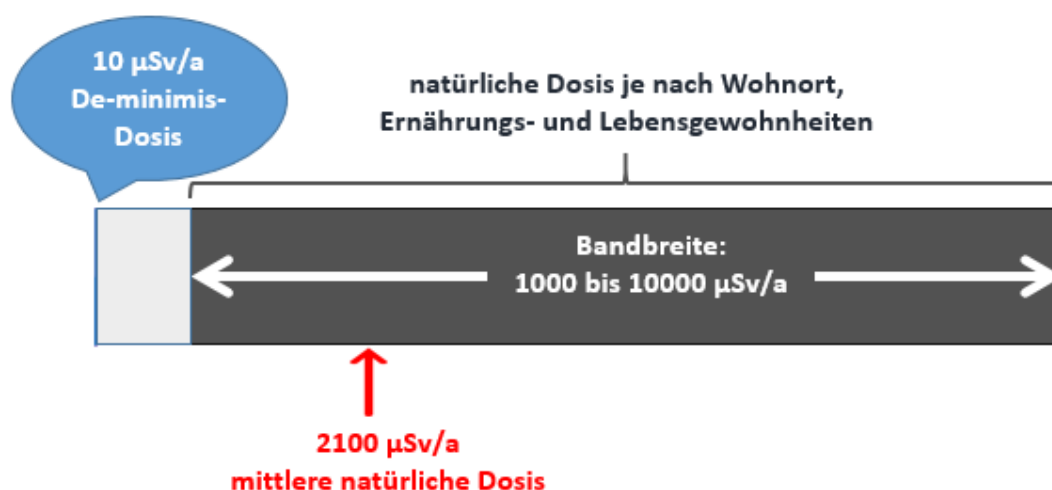 10 µSv/a
De-minimis-
Dosis
natürliche Dosis je nach Wohnort,
Ernährungs- und Lebensgewohnheiten
Bandbreite:
1000 bis 10000 µSv/a
2100 µSv/a
mittlere natürliche Dosis